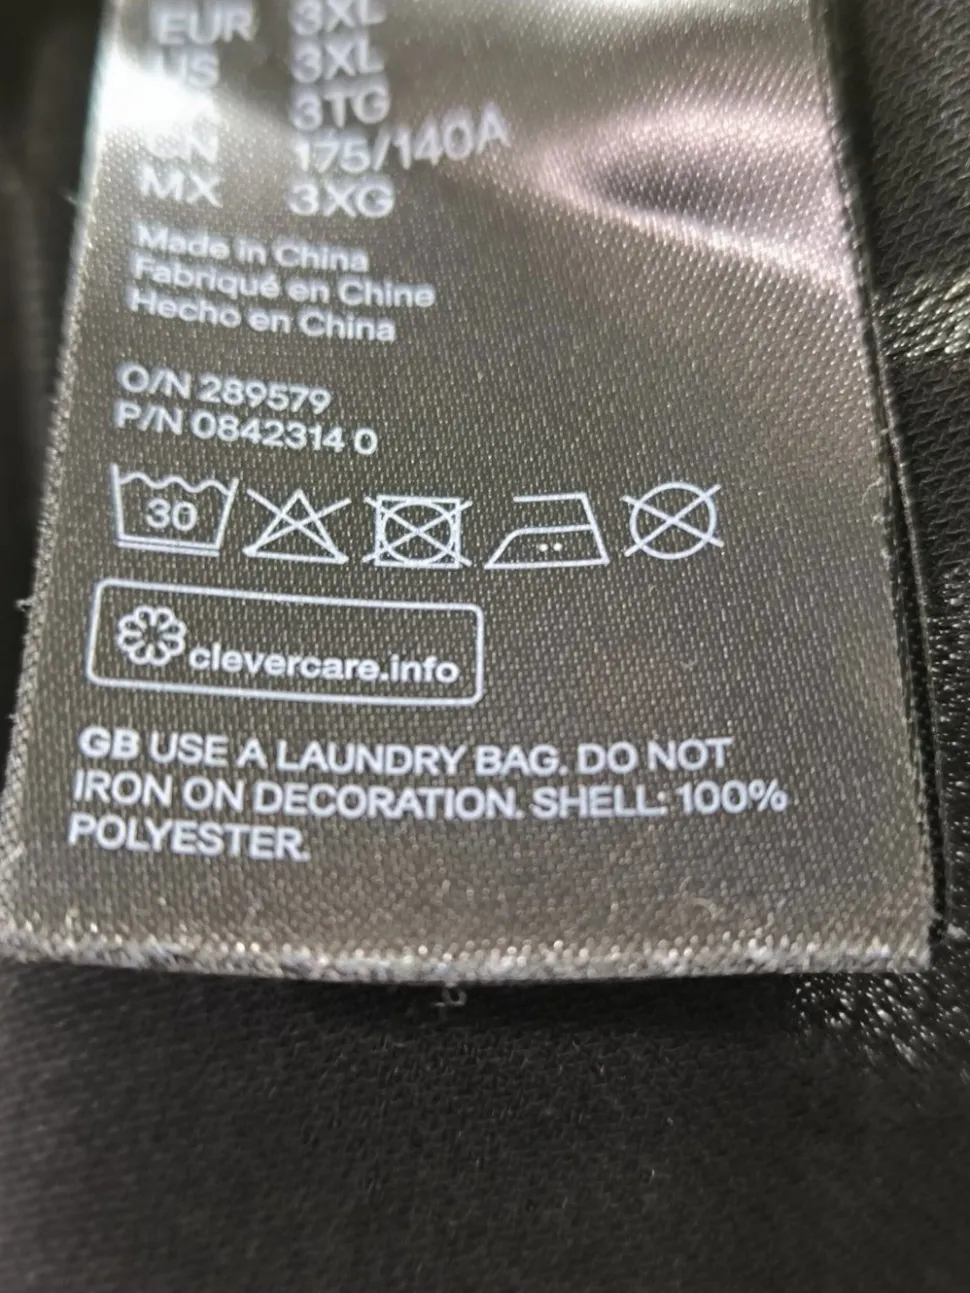 EUR 3XL
US 3XL
3TG
CN 175/140A
MX 3XG
Made in China
Fabriqué en Chine
Hecho en China
O/N 289579
P/N 0842314 0
30
clevercare.info
GB USE A LAUNDRY BAG. DO NOT
IRON ON DECORATION. SHELL: 100%
POLYESTER.